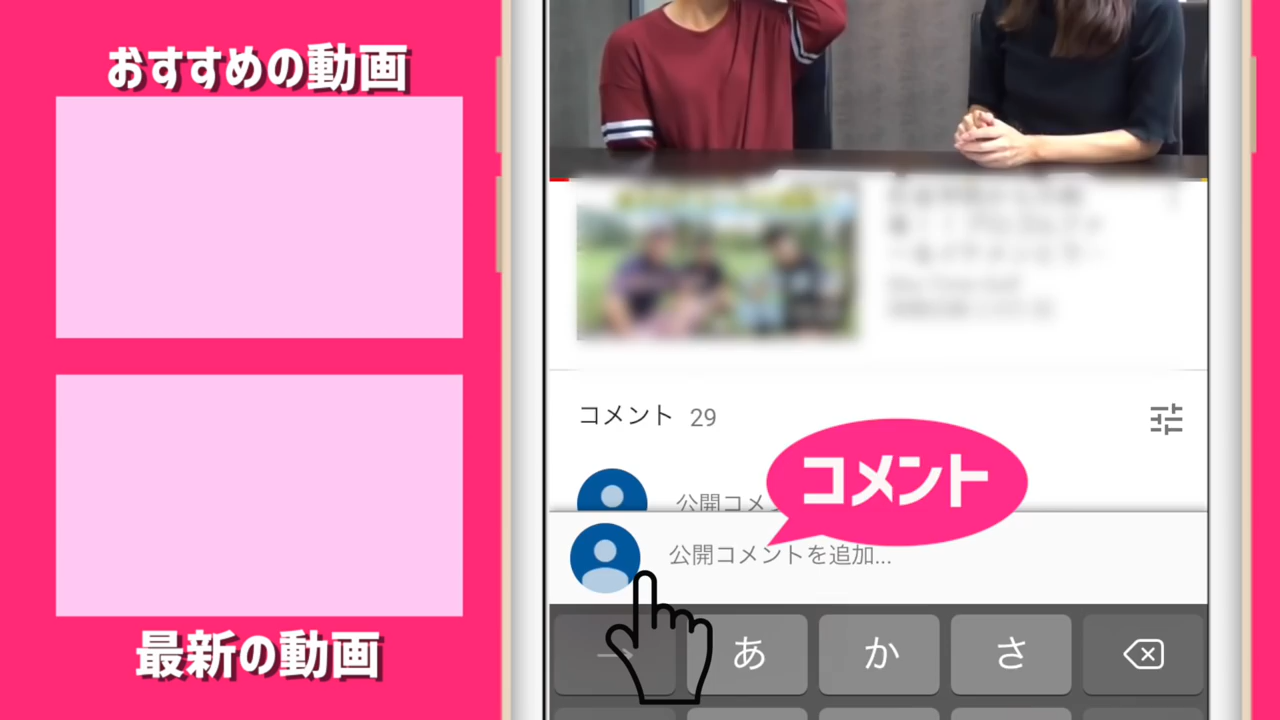 おすすめの動画
最新の動画
コメント 29
コメント
公開コメ
公開コメントを追加...
あ
か
さ